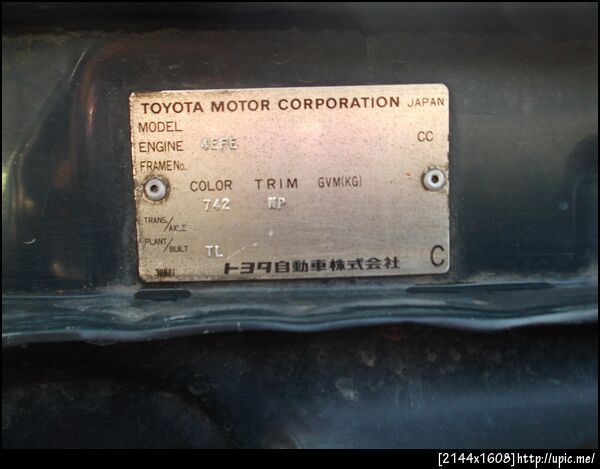 TOYOTA MOTOR CORPORATION JAPAN
MODEL
ENGINE 4EFE CC
FRAME No.
COLOR TRIM GVM(KG)
742 MP
TRANS/AXLE
PLANT/BUILT TL
30881 トヨタ自動車株式会社 C
[2144x1608]http://upic.me/